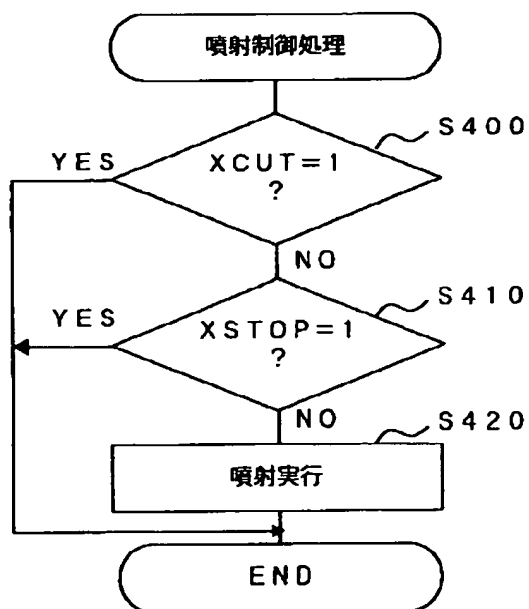 噴射制御処理
S400
YES
XCUT=1
?
NO
S410
YES
XSTOP=1
?
NO
S420
噴射実行
END